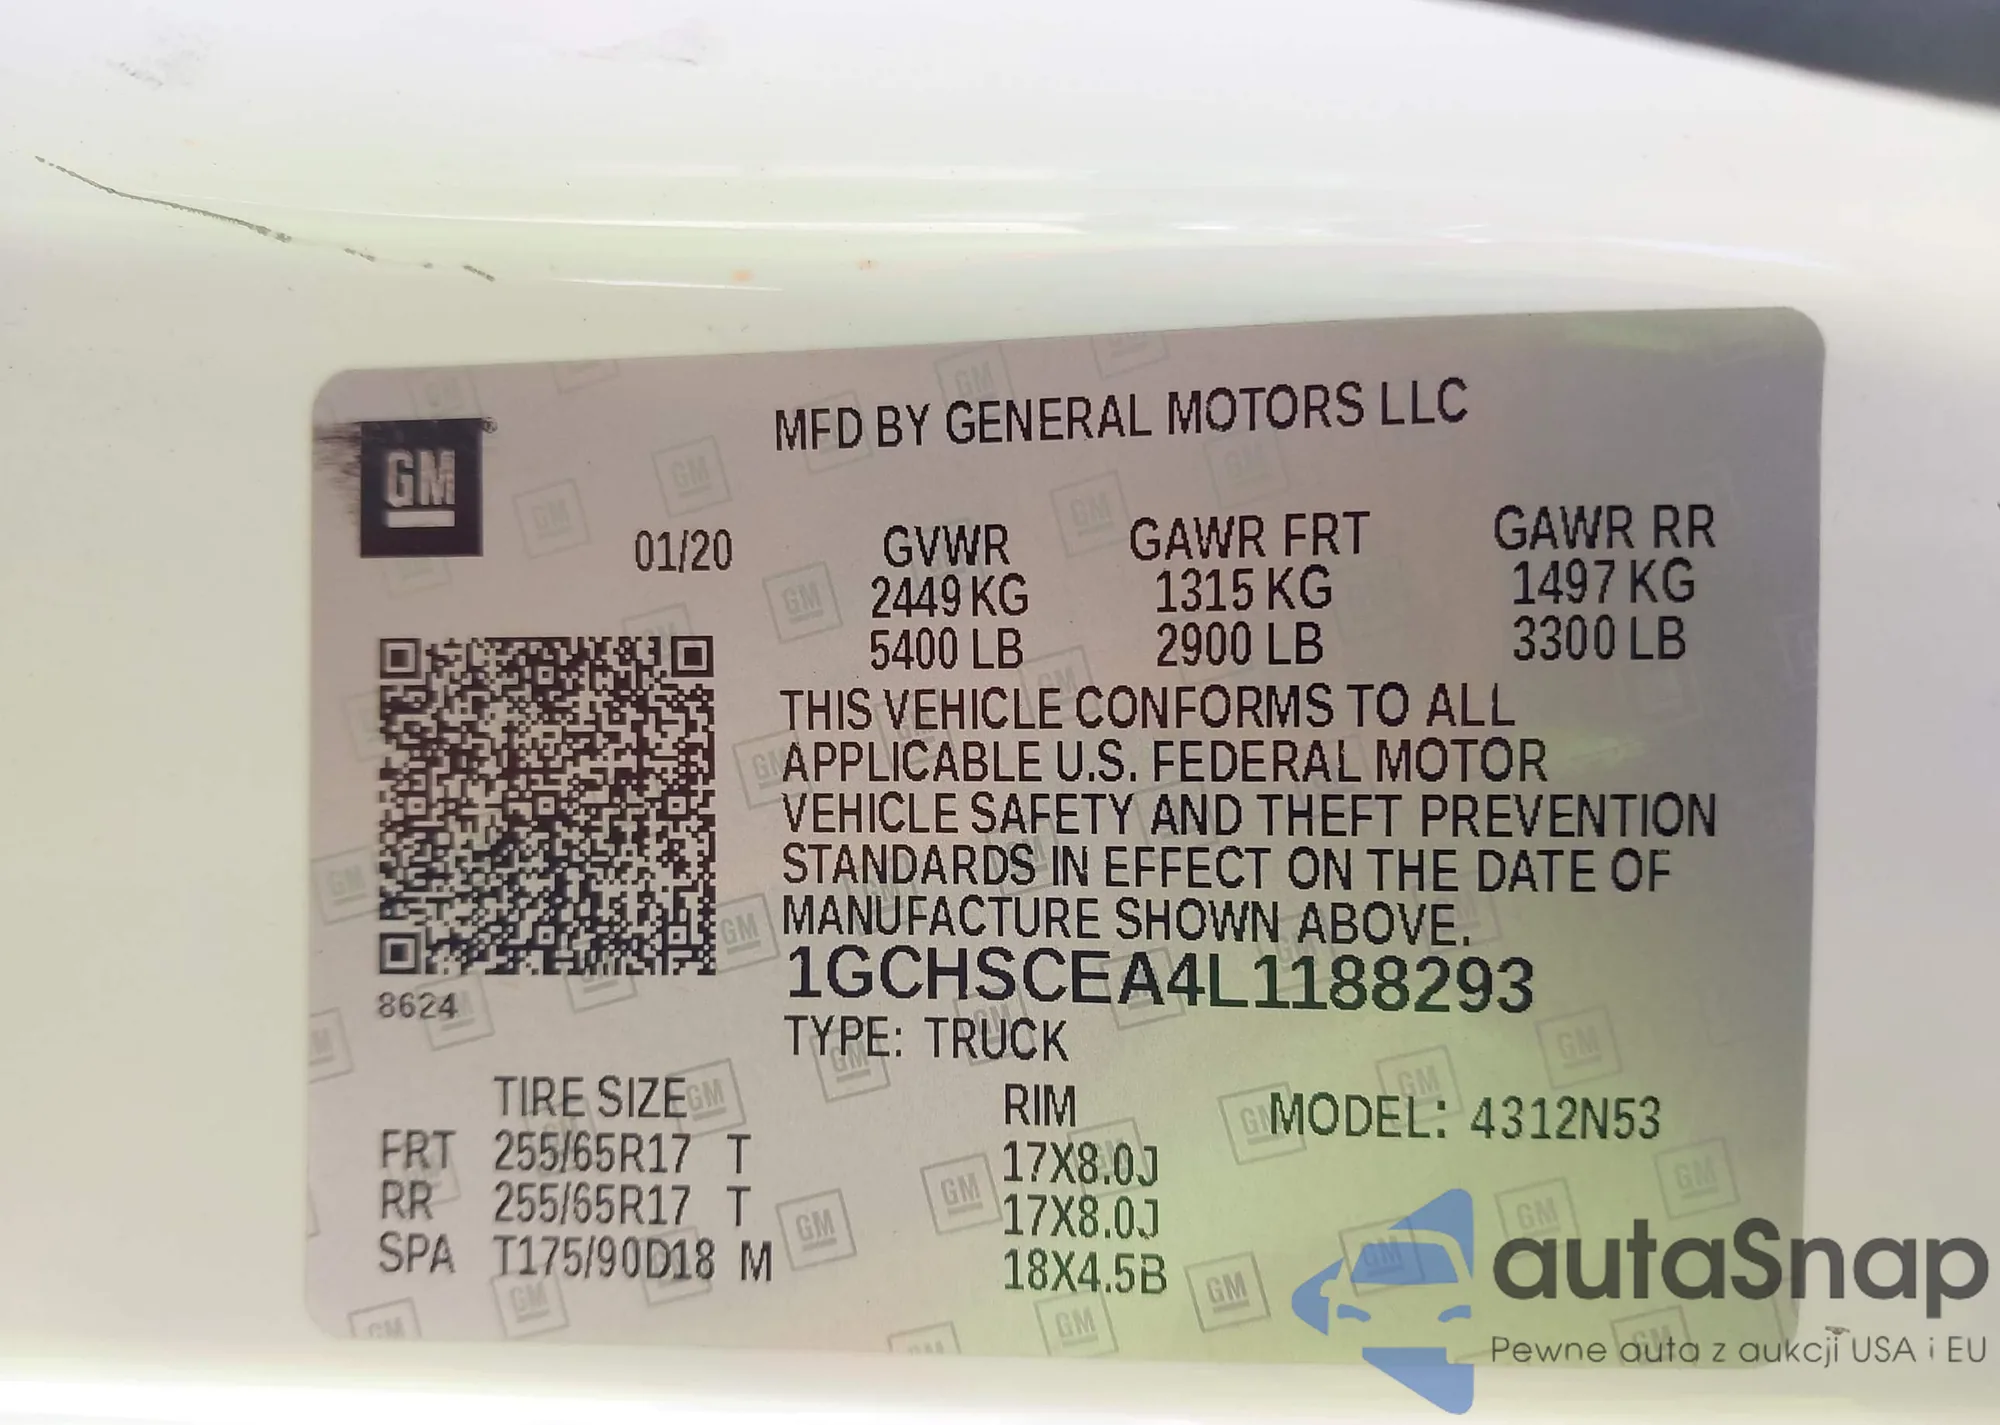 MFD BY GENERAL MOTORS LLC
GM®
01/20
GVWR GAWR FRT GAWR RR
2449 KG 1315 KG 1497 KG
5400 LB 2900 LB 3300 LB
THIS VEHICLE CONFORMS TO ALL
APPLICABLE U.S. FEDERAL MOTOR
VEHICLE SAFETY AND THEFT PREVENTION
STANDARDS IN EFFECT ON THE DATE OF
MANUFACTURE SHOWN ABOVE.
1GCHSCEA4L1188293
8624
TYPE: TRUCK
TIRE SIZE RIM MODEL: 4312N53
FRT 255/65R17 T 17X8.0J
RR 255/65R17 T 17X8.0J
SPA T175/90D18 M 18X4.5B
autaSnap
Pewne auta z aukcji USA i EU